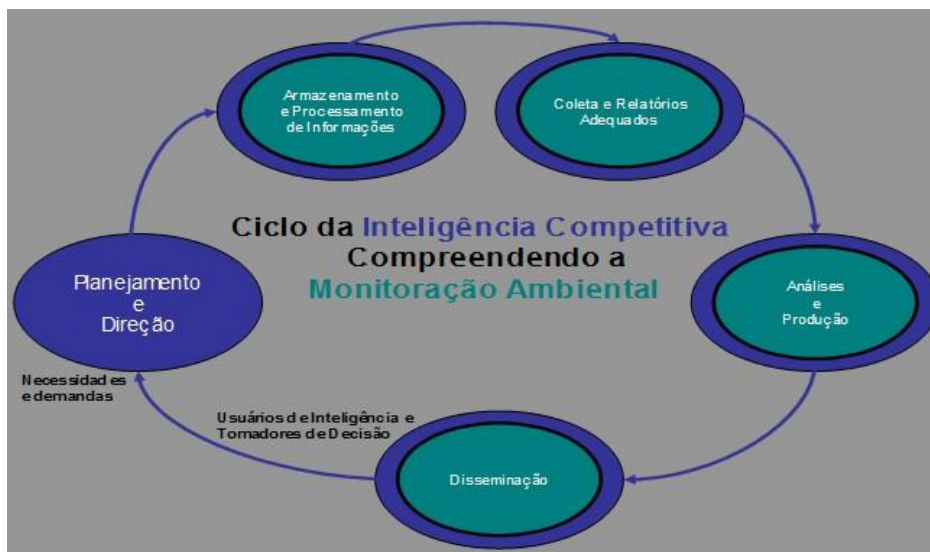 Armazenamento
e Processamento
de Informações
Coleta e Relatórios
Adequados
Ciclo da Inteligência Competitiva
Compreendendo a
Monitoração Ambiental
Planejamento
e
Direção
Análises
e
Produção
Necessidades
e demandas
Usuários de Inteligência e
Tomadores de Decisão
Disseminação